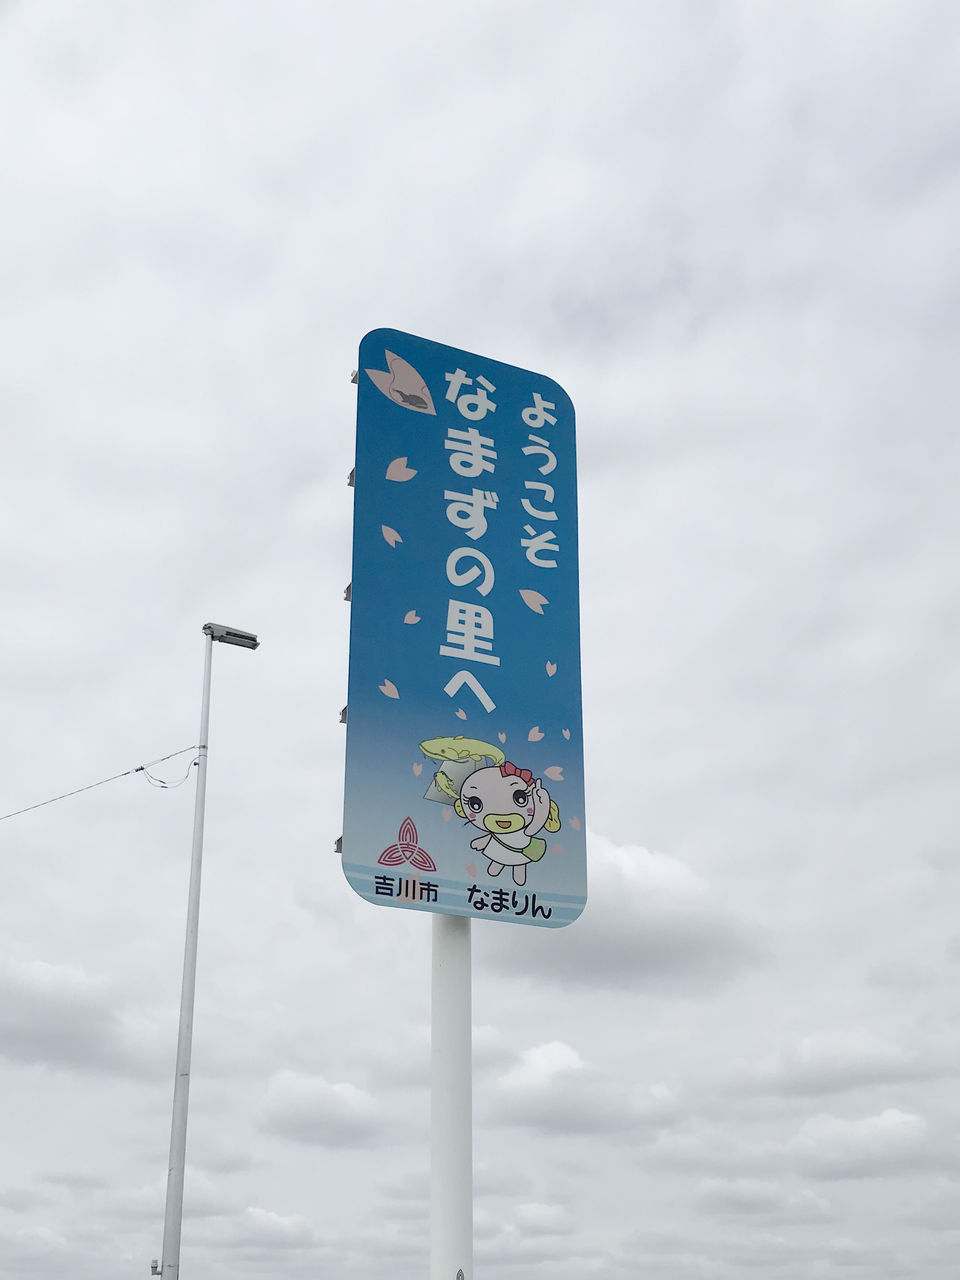 ようこそ
なまずの里へ
吉川市
なまりん